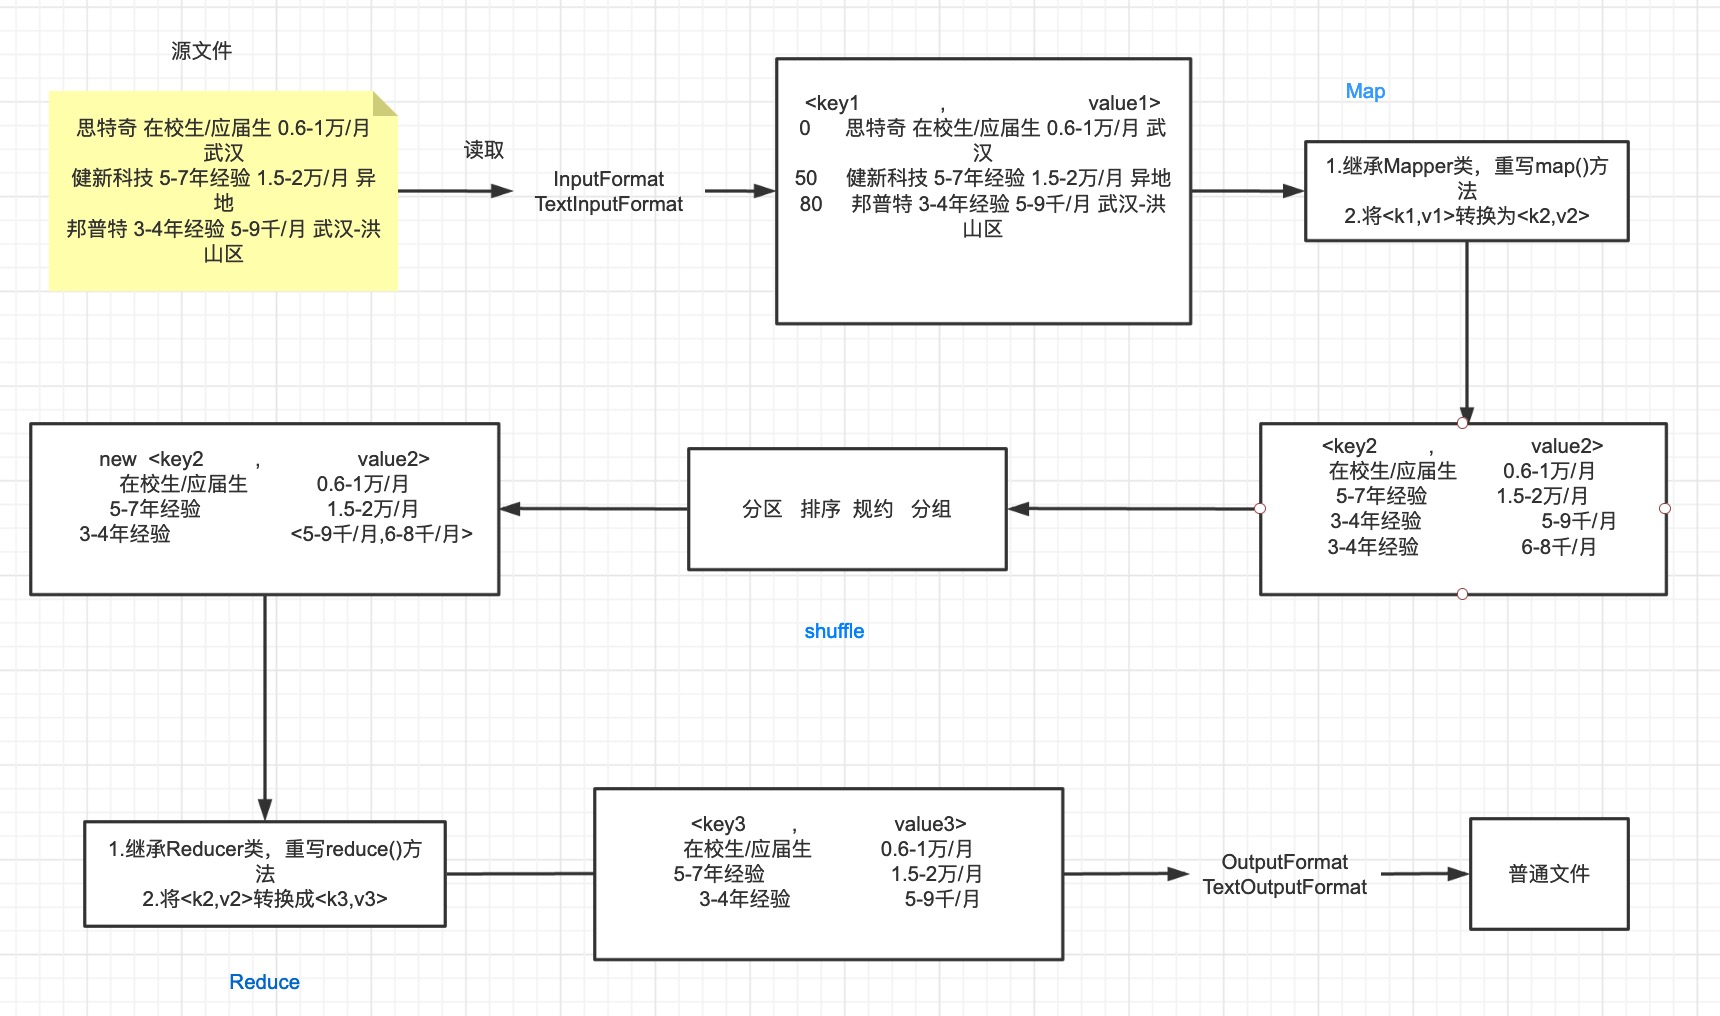 源文件
思特奇 在校生/应届生 0.6-1万/月
武汉
健新科技 5-7年经验 1.5-2万/月 异
地
邦普特 3-4年经验 5-9千/月 武汉-洪
山区
读取
InputFormat
TextInputFormat
<key1 , value1>
0 思特奇 在校生/应届生 0.6-1万/月 武
汉
50 健新科技 5-7年经验 1.5-2万/月 异地
80 邦普特 3-4年经验 5-9千/月 武汉-洪
山区
Map
1.继承Mapper类，重写map()方
法
2.将<k1,v1>转换为<k2,v2>
<key2 , value2>
在校生/应届生 0.6-1万/月
5-7年经验 1.5-2万/月
3-4年经验 5-9千/月
3-4年经验 6-8千/月
分区 排序 规约 分组
shuffle
new <key2 , value2>
在校生/应届生 0.6-1万/月
5-7年经验 1.5-2万/月
3-4年经验 <5-9千/月,6-8千/月>
1.继承Reducer类，重写reduce()方
法
2.将<k2,v2>转换成<k3,v3>
Reduce
<key3 , value3>
在校生/应届生 0.6-1万/月
5-7年经验 1.5-2万/月
3-4年经验 5-9千/月
OutputFormat
TextOutputFormat
普通文件